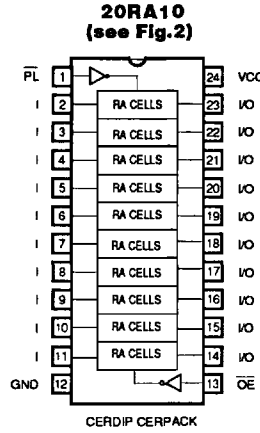 20RA10
(see Fig.2)
PL 1 24 VCC
I 2 RA CELLS 23 I/O
I 3 RA CELLS 22 I/O
I 4 RA CELLS 21 I/O
I 5 RA CELLS 20 I/O
I 6 RA CELLS 19 I/O
I 7 RA CELLS 18 I/O
I 8 RA CELLS 17 I/O
I 9 RA CELLS 16 I/O
I 10 RA CELLS 15 I/O
I 11 RA CELLS 14 I/O
GND 12 13 OE
CERDIP CERPACK